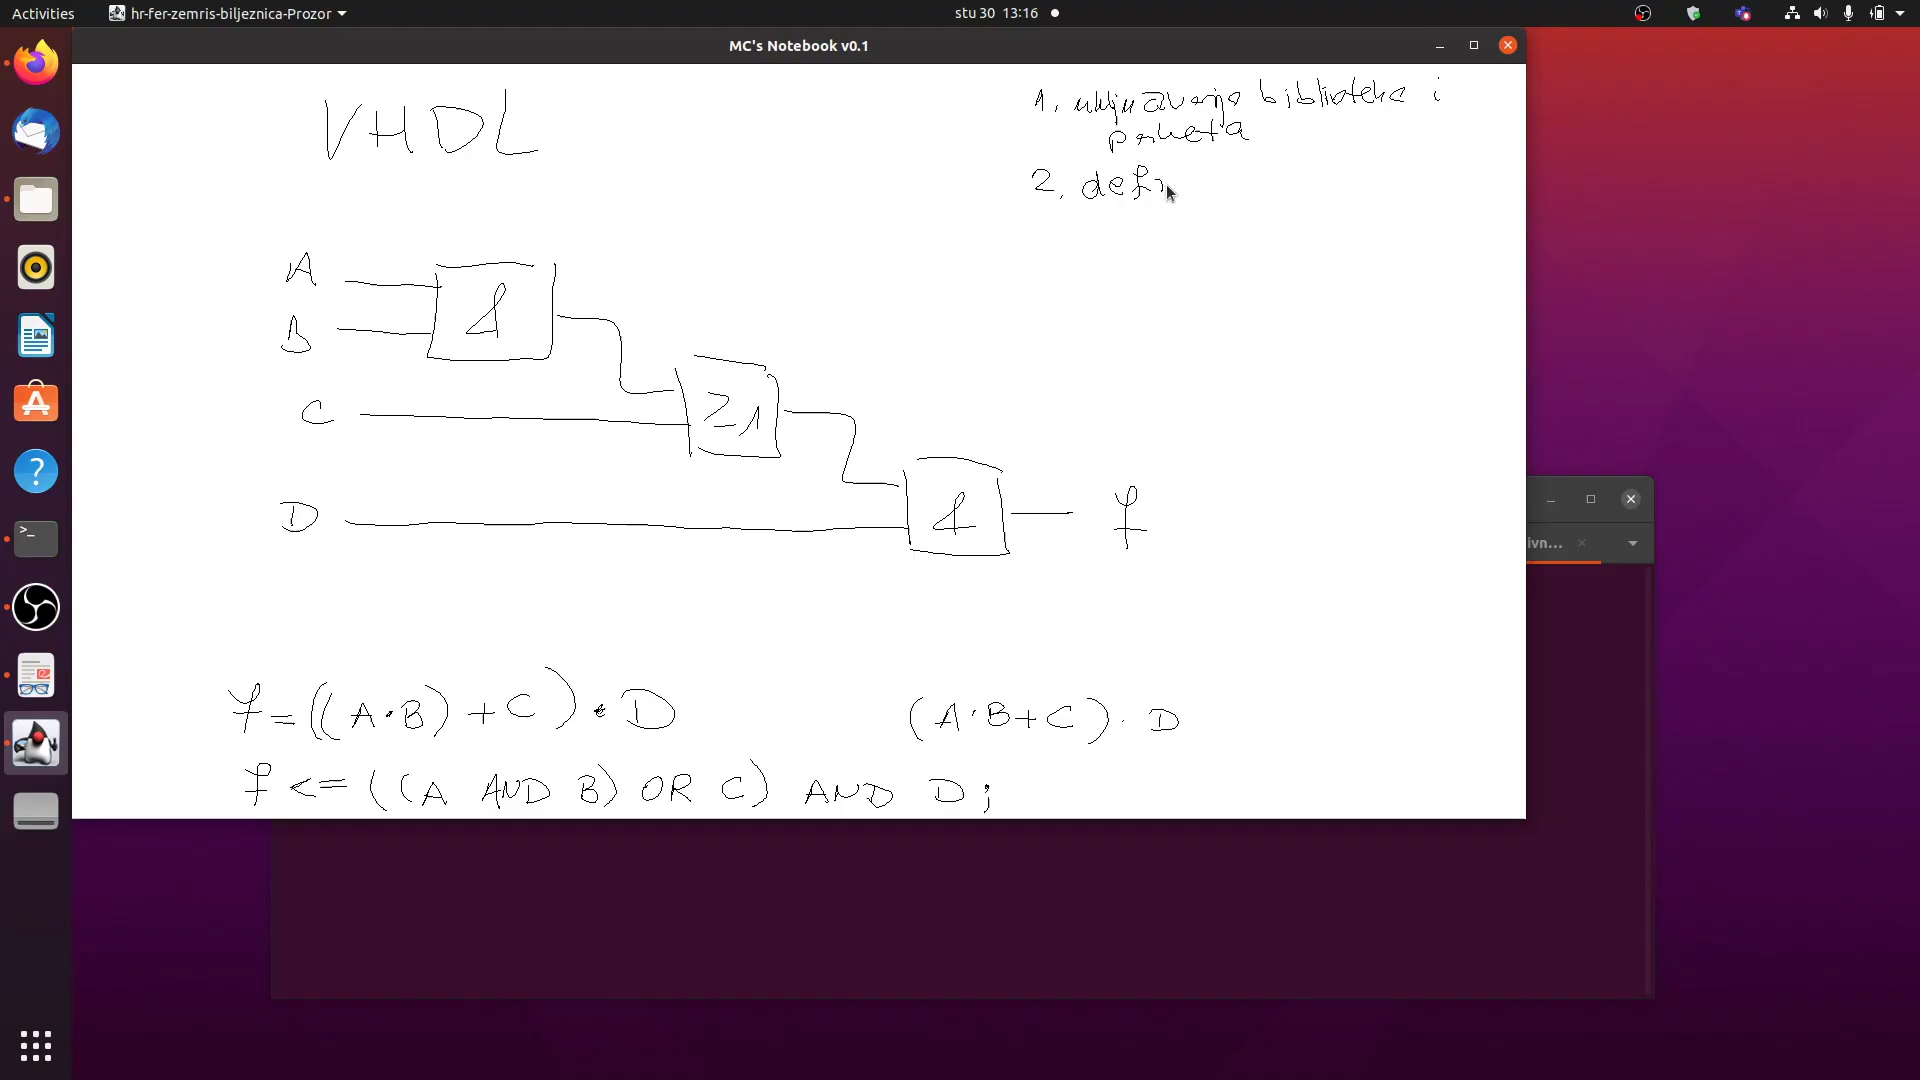 Activities hr-fer-zemris-biljeznica-Prozor stu 30 13:16
MC's Notebook v0.1
VHDL
1. uključivanje biblioteka i
paketa
2. defi
A
&
B
≥1
C
&
f
D
ivn...
f = ((A·B) + C) · D
(A·B+C) · D
f <= ((A AND B) OR C) AND D;